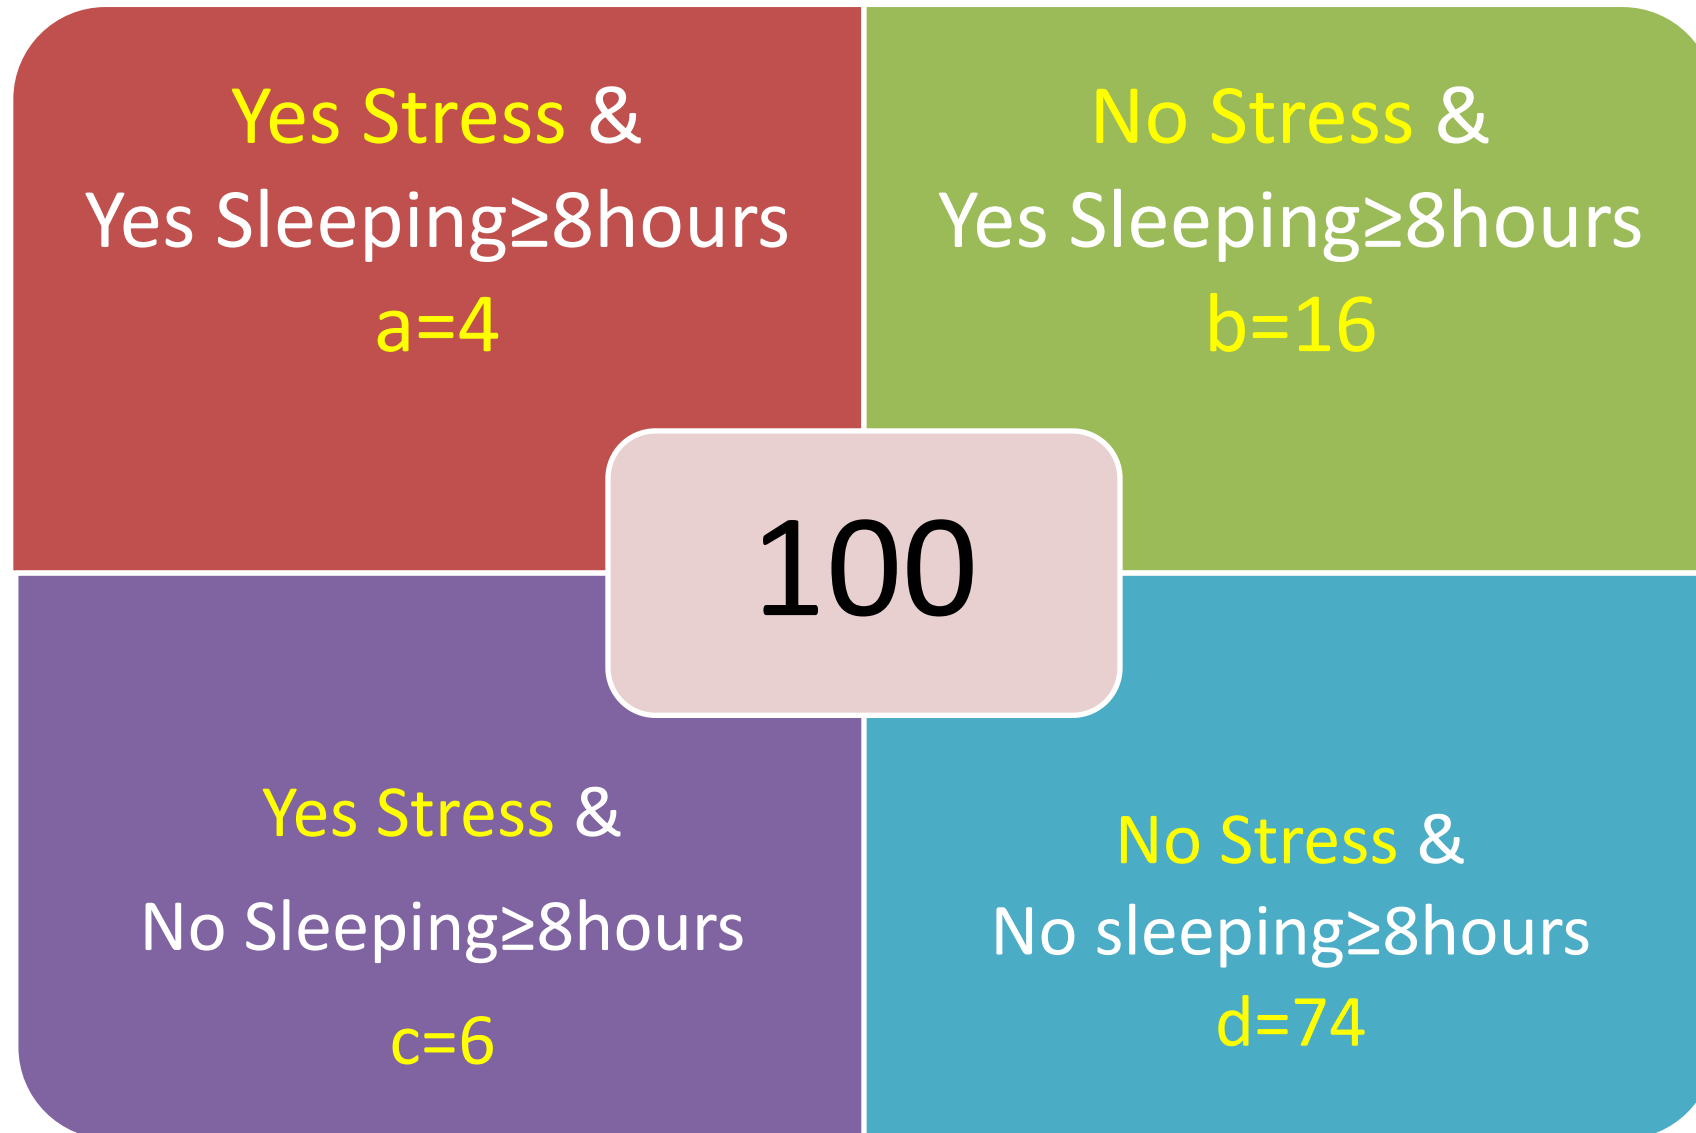 Yes Stress &
Yes Sleeping≥8hours
a=4
No Stress &
Yes Sleeping≥8hours
b=16
100
Yes Stress &
No Sleeping≥8hours
c=6
No Stress &
No sleeping≥8hours
d=74